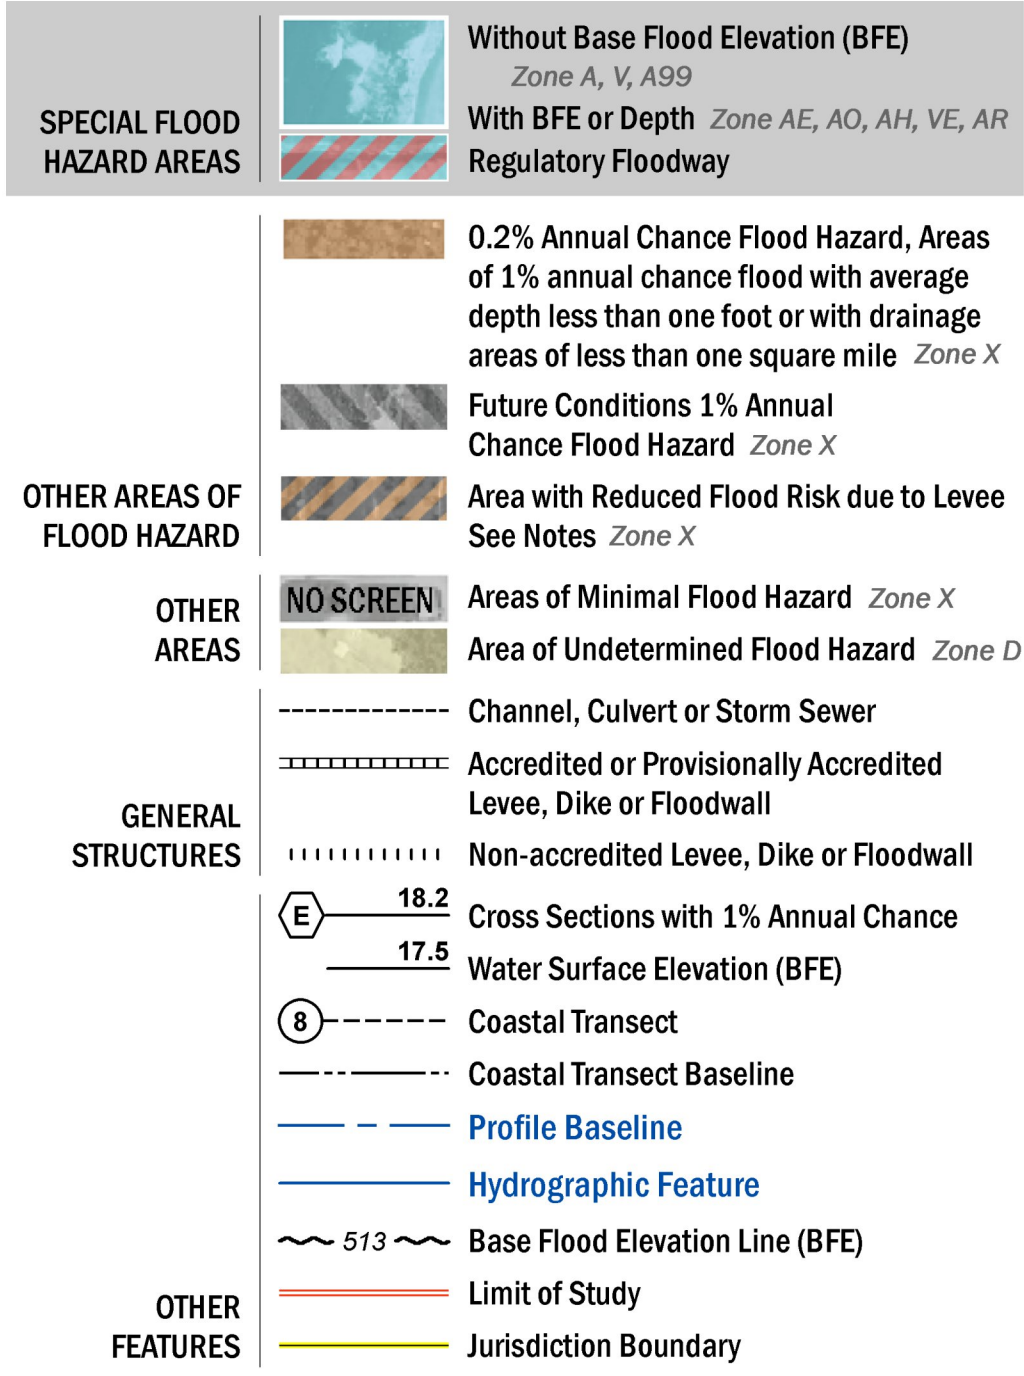 SPECIAL FLOOD
HAZARD AREAS
Without Base Flood Elevation (BFE)
Zone A, V, A99
With BFE or Depth Zone AE, AO, AH, VE, AR
Regulatory Floodway
OTHER AREAS OF
FLOOD HAZARD
0.2% Annual Chance Flood Hazard, Areas
of 1% annual chance flood with average
depth less than one foot or with drainage
areas of less than one square mile Zone X
Future Conditions 1% Annual
Chance Flood Hazard Zone X
Area with Reduced Flood Risk due to Levee
See Notes Zone X
OTHER
AREAS
NO SCREEN Areas of Minimal Flood Hazard Zone X
Area of Undetermined Flood Hazard Zone D
GENERAL
STRUCTURES
Channel, Culvert or Storm Sewer
Accredited or Provisionally Accredited
Levee, Dike or Floodwall
Non-accredited Levee, Dike or Floodwall
OTHER
FEATURES
E 18.2 Cross Sections with 1% Annual Chance
17.5 Water Surface Elevation (BFE)
8 Coastal Transect
Coastal Transect Baseline
Profile Baseline
Hydrographic Feature
513 Base Flood Elevation Line (BFE)
Limit of Study
Jurisdiction Boundary